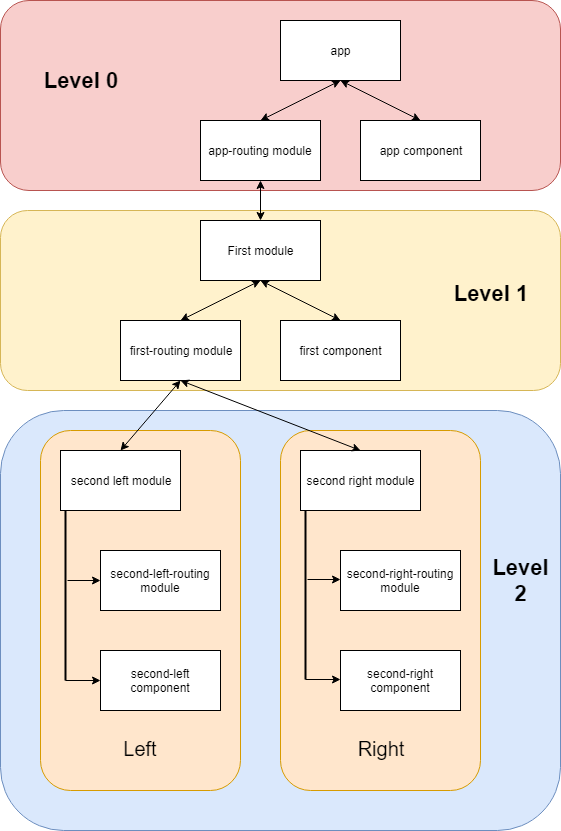 Level 0
app
app-routing module
app component
First module
Level 1
first-routing module
first component
second left module
second right module
second-left-routing
module
second-right-routing
module
Level
2
second-left
component
second-right
component
Left
Right